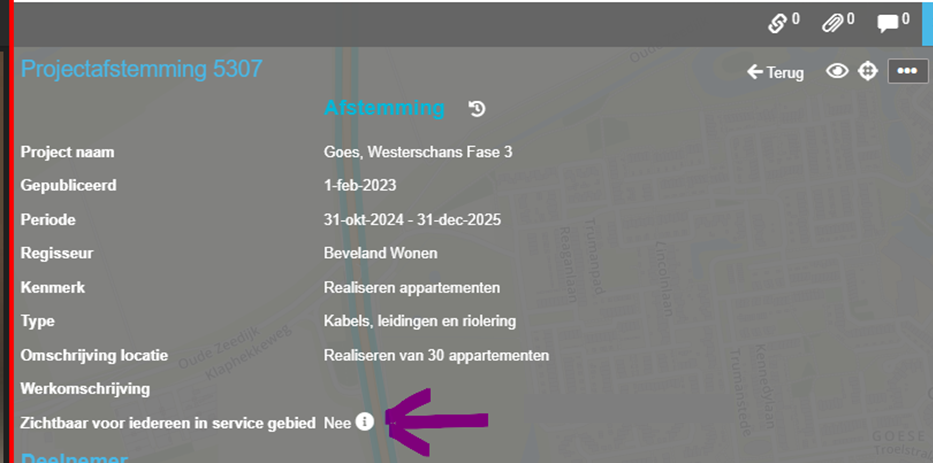 0 0 0
Projectafstemming 5307
Terug
Afstemming
Project naam Goes, Westerschans Fase 3
Gepubliceerd 1-feb-2023
Periode 31-okt-2024 - 31-dec-2025
Regisseur Beveland Wonen
Kenmerk Realiseren appartementen
Type Kabels, leidingen en riolering
Omschrijving locatie Realiseren van 30 appartementen
Werkomschrijving
Zichtbaar voor iedereen in service gebied Nee
Deelnemer
Oude Zeedijk
Klaphekkeweg
Reaganlaan
Trumanpad
Lincolnlaan
Kennedylaan
GOESE